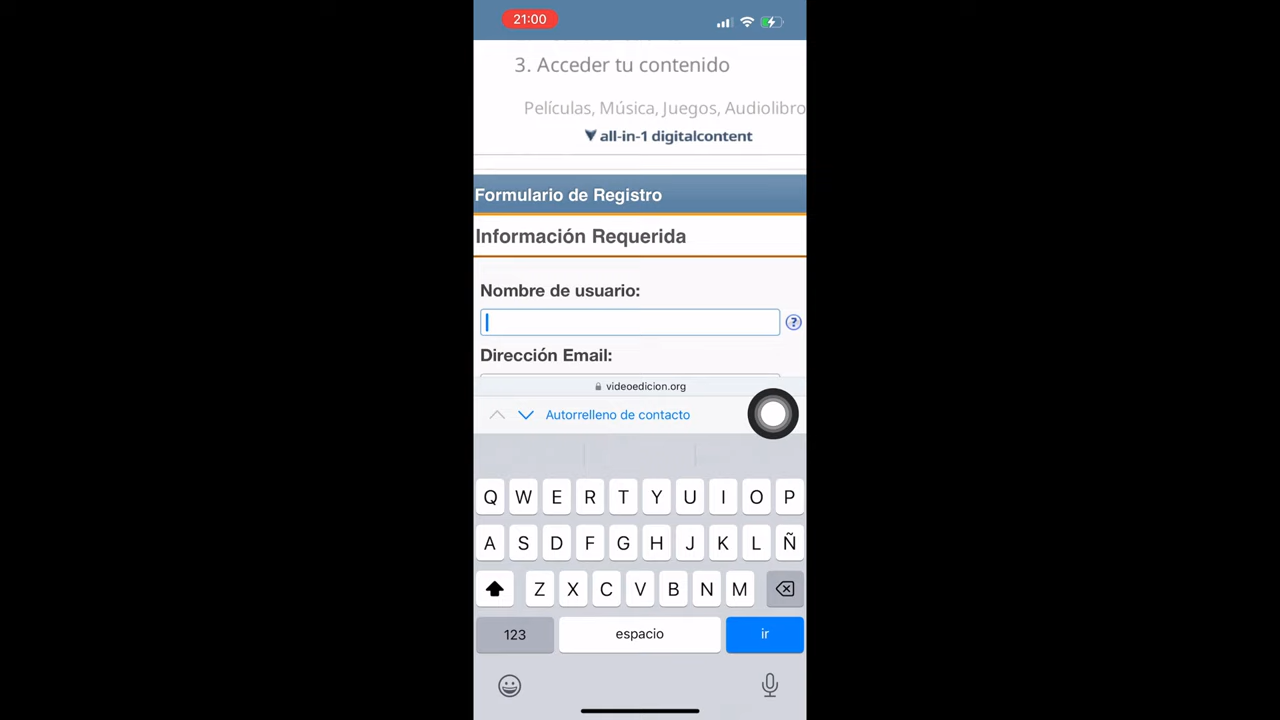 21:00
3. Acceder tu contenido
Películas, Música, Juegos, Audiolibro
all-in-1 digitalcontent
Formulario de Registro
Información Requerida
Nombre de usuario:
?
Dirección Email:
videoedicion.org
Autorrelleno de contacto
Q W E R T Y U I O P
A S D F G H J K L Ñ
Z X C V B N M
123 espacio ir